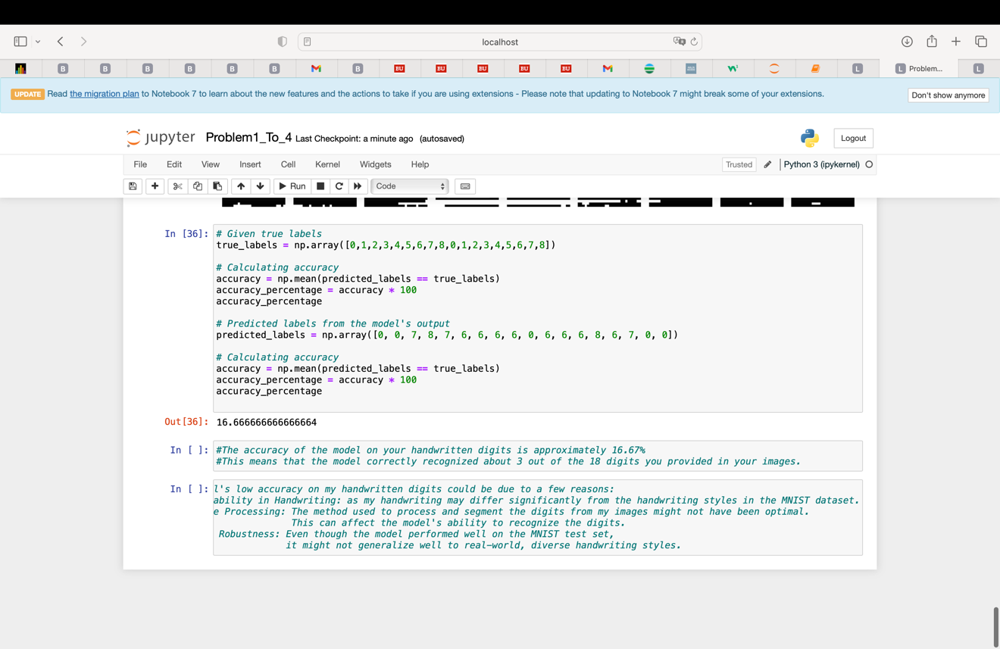 localhost
B
B
B
B
B
B
B
BU
BU
BU
BU
BU
L
L Problem...
L
UPDATE Read the migration plan to Notebook 7 to learn about the new features and the actions to take if you are using extensions - Please note that updating to Notebook 7 might break some of your extensions.
Don't show anymore
jupyter Problem1_To_4 Last Checkpoint: a minute ago (autosaved)
Logout
File Edit View Insert Cell Kernel Widgets Help
Trusted
Python 3 (ipykernel)
Run
Code
In [36]: # Given true labels
true_labels = np.array([0,1,2,3,4,5,6,7,8,0,1,2,3,4,5,6,7,8])
# Calculating accuracy
accuracy = np.mean(predicted_labels == true_labels)
accuracy_percentage = accuracy * 100
accuracy_percentage
# Predicted labels from the model's output
predicted_labels = np.array([0, 0, 7, 8, 7, 6, 6, 6, 6, 0, 6, 6, 6, 8, 6, 7, 0, 0])
# Calculating accuracy
accuracy = np.mean(predicted_labels == true_labels)
accuracy_percentage = accuracy * 100
accuracy_percentage
Out[36]: 16.666666666666664
In [ ]: #The accuracy of the model on your handwritten digits is approximately 16.67%
#This means that the model correctly recognized about 3 out of the 18 digits you provided in your images.
In [ ]: l's low accuracy on my handwritten digits could be due to a few reasons:
ability in Handwriting: as my handwriting may differ significantly from the handwriting styles in the MNIST dataset.
e Processing: The method used to process and segment the digits from my images might not have been optimal.
This can affect the model's ability to recognize the digits.
Robustness: Even though the model performed well on the MNIST test set,
it might not generalize well to real-world, diverse handwriting styles.